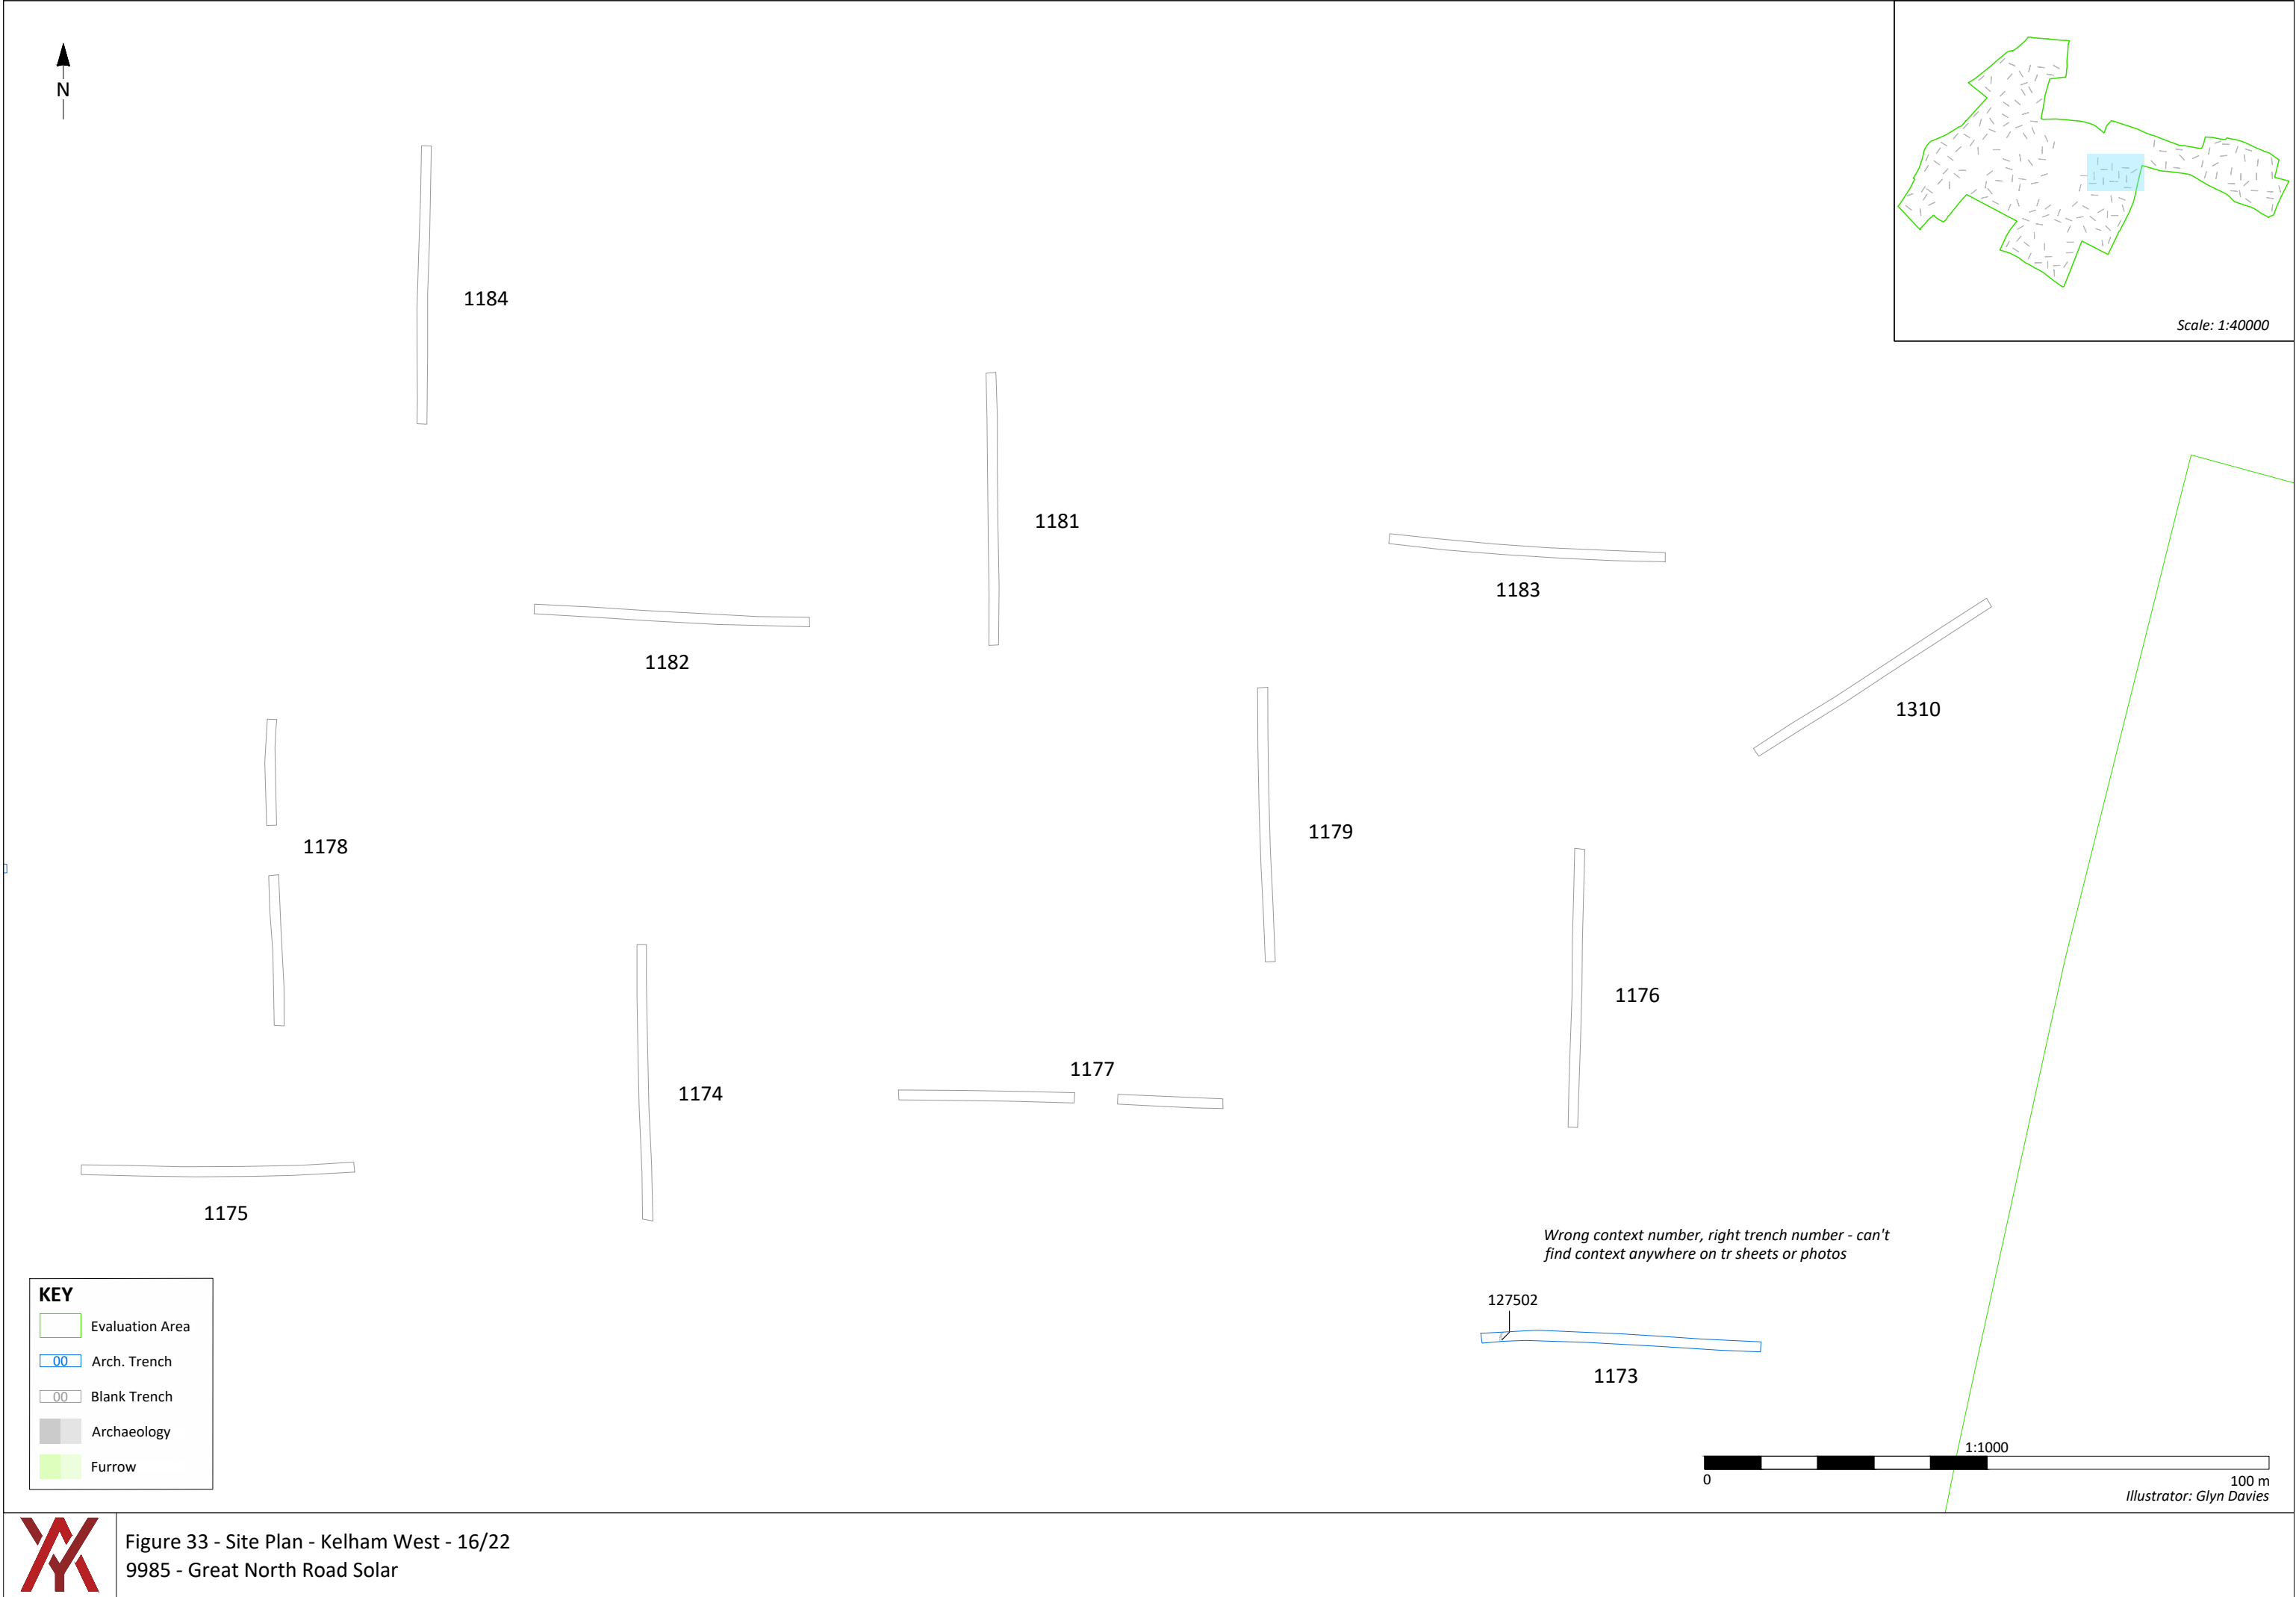 N
Scale: 1:40000
1184
1181
1183
1182
1310
1178
1179
1176
1177
1174
1175
Wrong context number, right trench number - can't
find context anywhere on tr sheets or photos
127502
1173
KEY
Evaluation Area
00 Arch. Trench
00 Blank Trench
Archaeology
Furrow
1:1000
0 100 m
Illustrator: Glyn Davies
Figure 33 - Site Plan - Kelham West - 16/22
9985 - Great North Road Solar